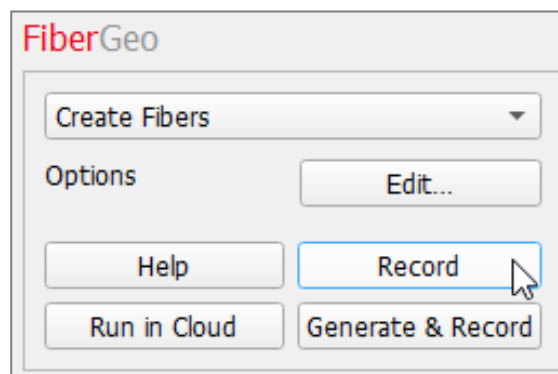 FiberGeo
Create Fibers
Options Edit...
Help Record
Run in Cloud Generate & Record